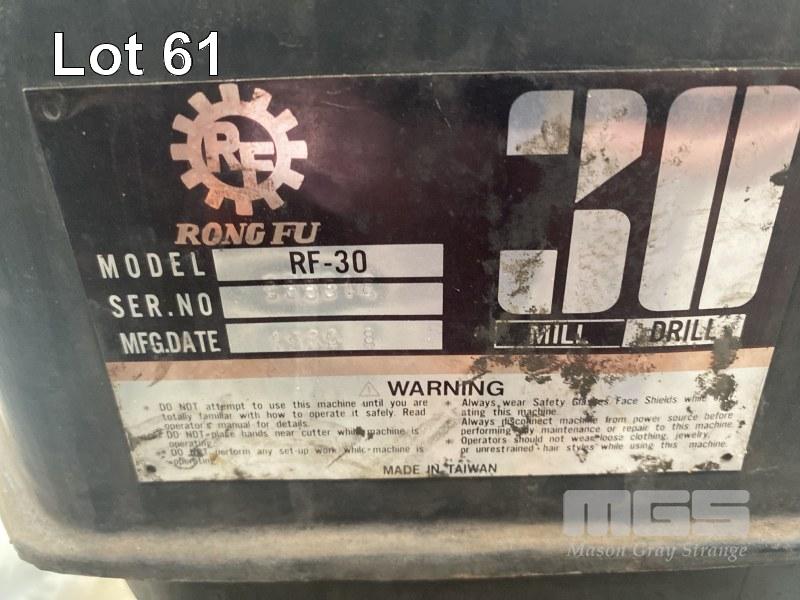 Lot 61
RF
RONG FU
30
MODEL RF-30
SER.NO
MFG.DATE
MILL DRILL
WARNING
DO NOT attempt to use this machine until you are
totally familiar with how to operate it safely. Read
operator's manual for details.
DO NOT place hands near cutter while machine is
operating.
DO NOT perform any set-up work while machine is
operating
Always wear Safety Glasses Face Shields while
ating this machine.
Always disconnect machine from power source before
performing any maintenance or repair to this machine
Operators should not wear loose clothing, jewelry,
or unrestrained hair styles while using this machine.
MADE IN TAIWAN
MGS
Mason Gray Strange